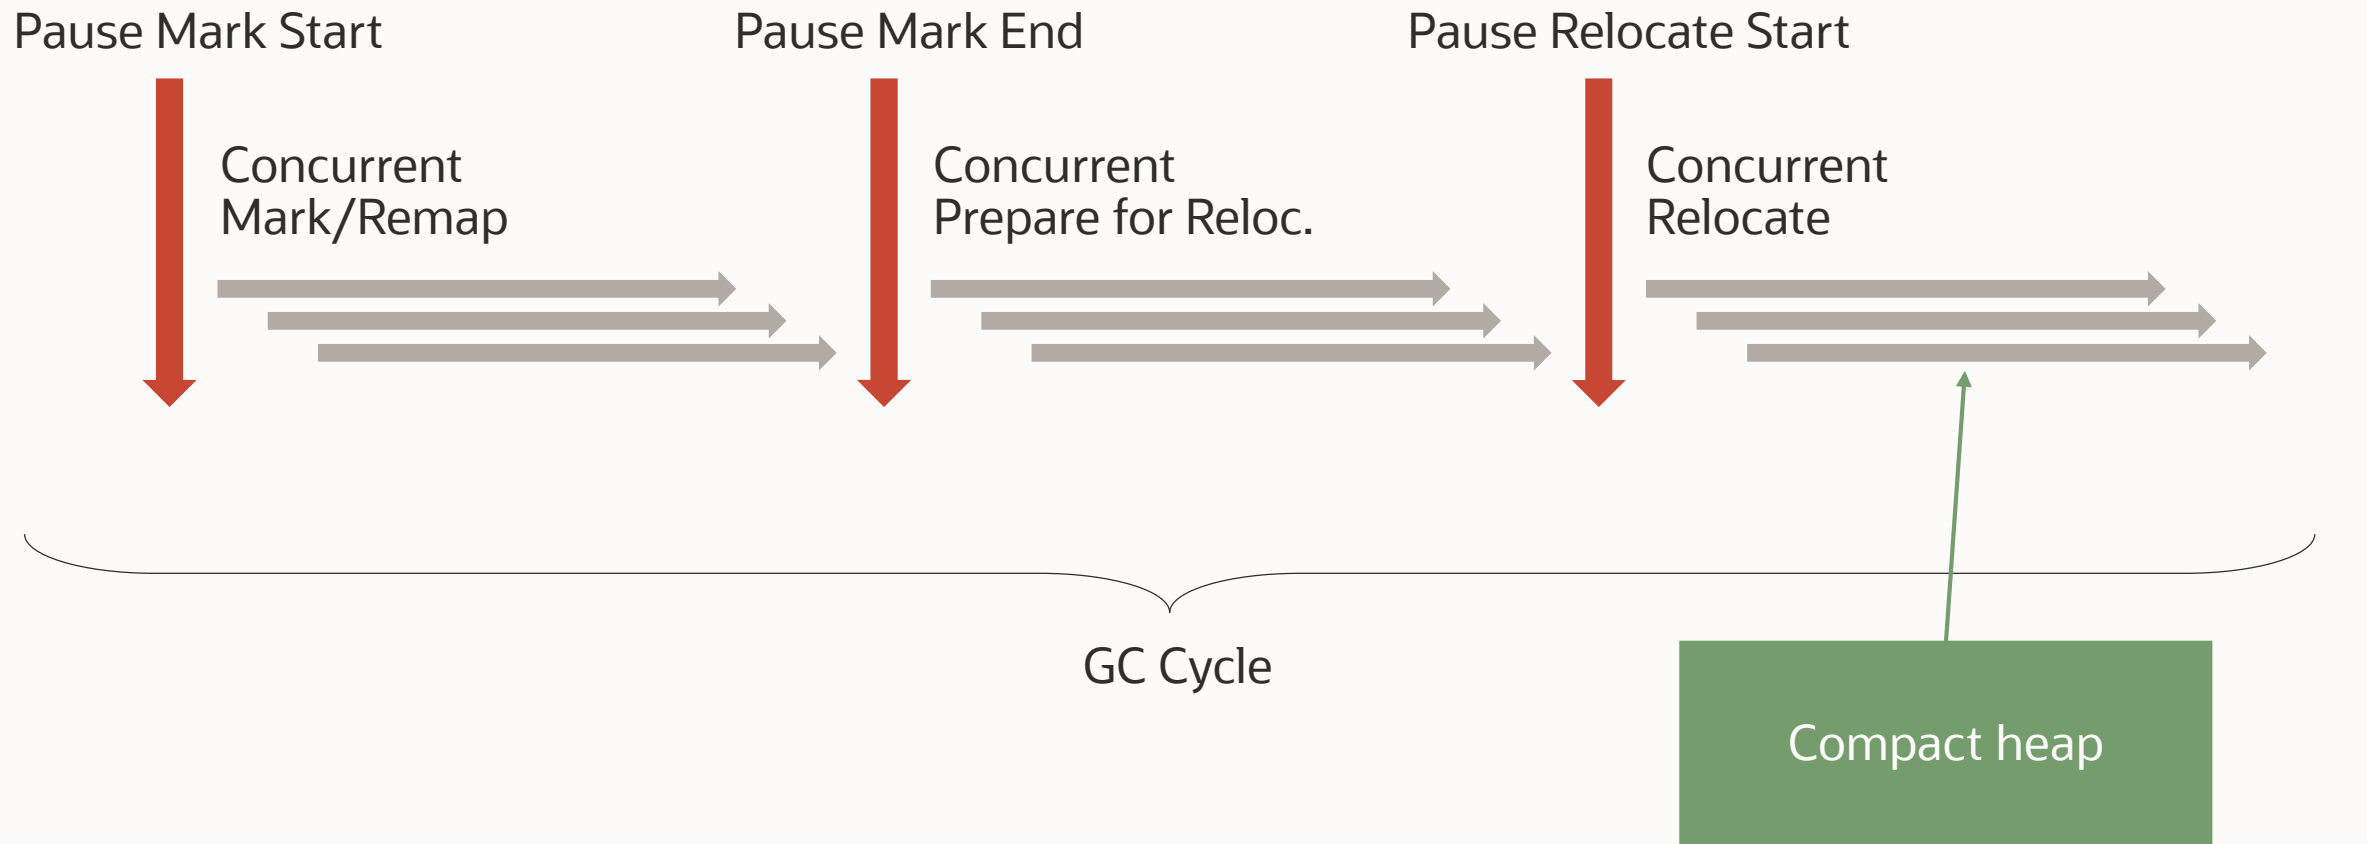 Pause Mark Start
Pause Mark End
Pause Relocate Start
Concurrent
Mark/Remap
Concurrent
Prepare for Reloc.
Concurrent
Relocate
GC Cycle
Compact heap